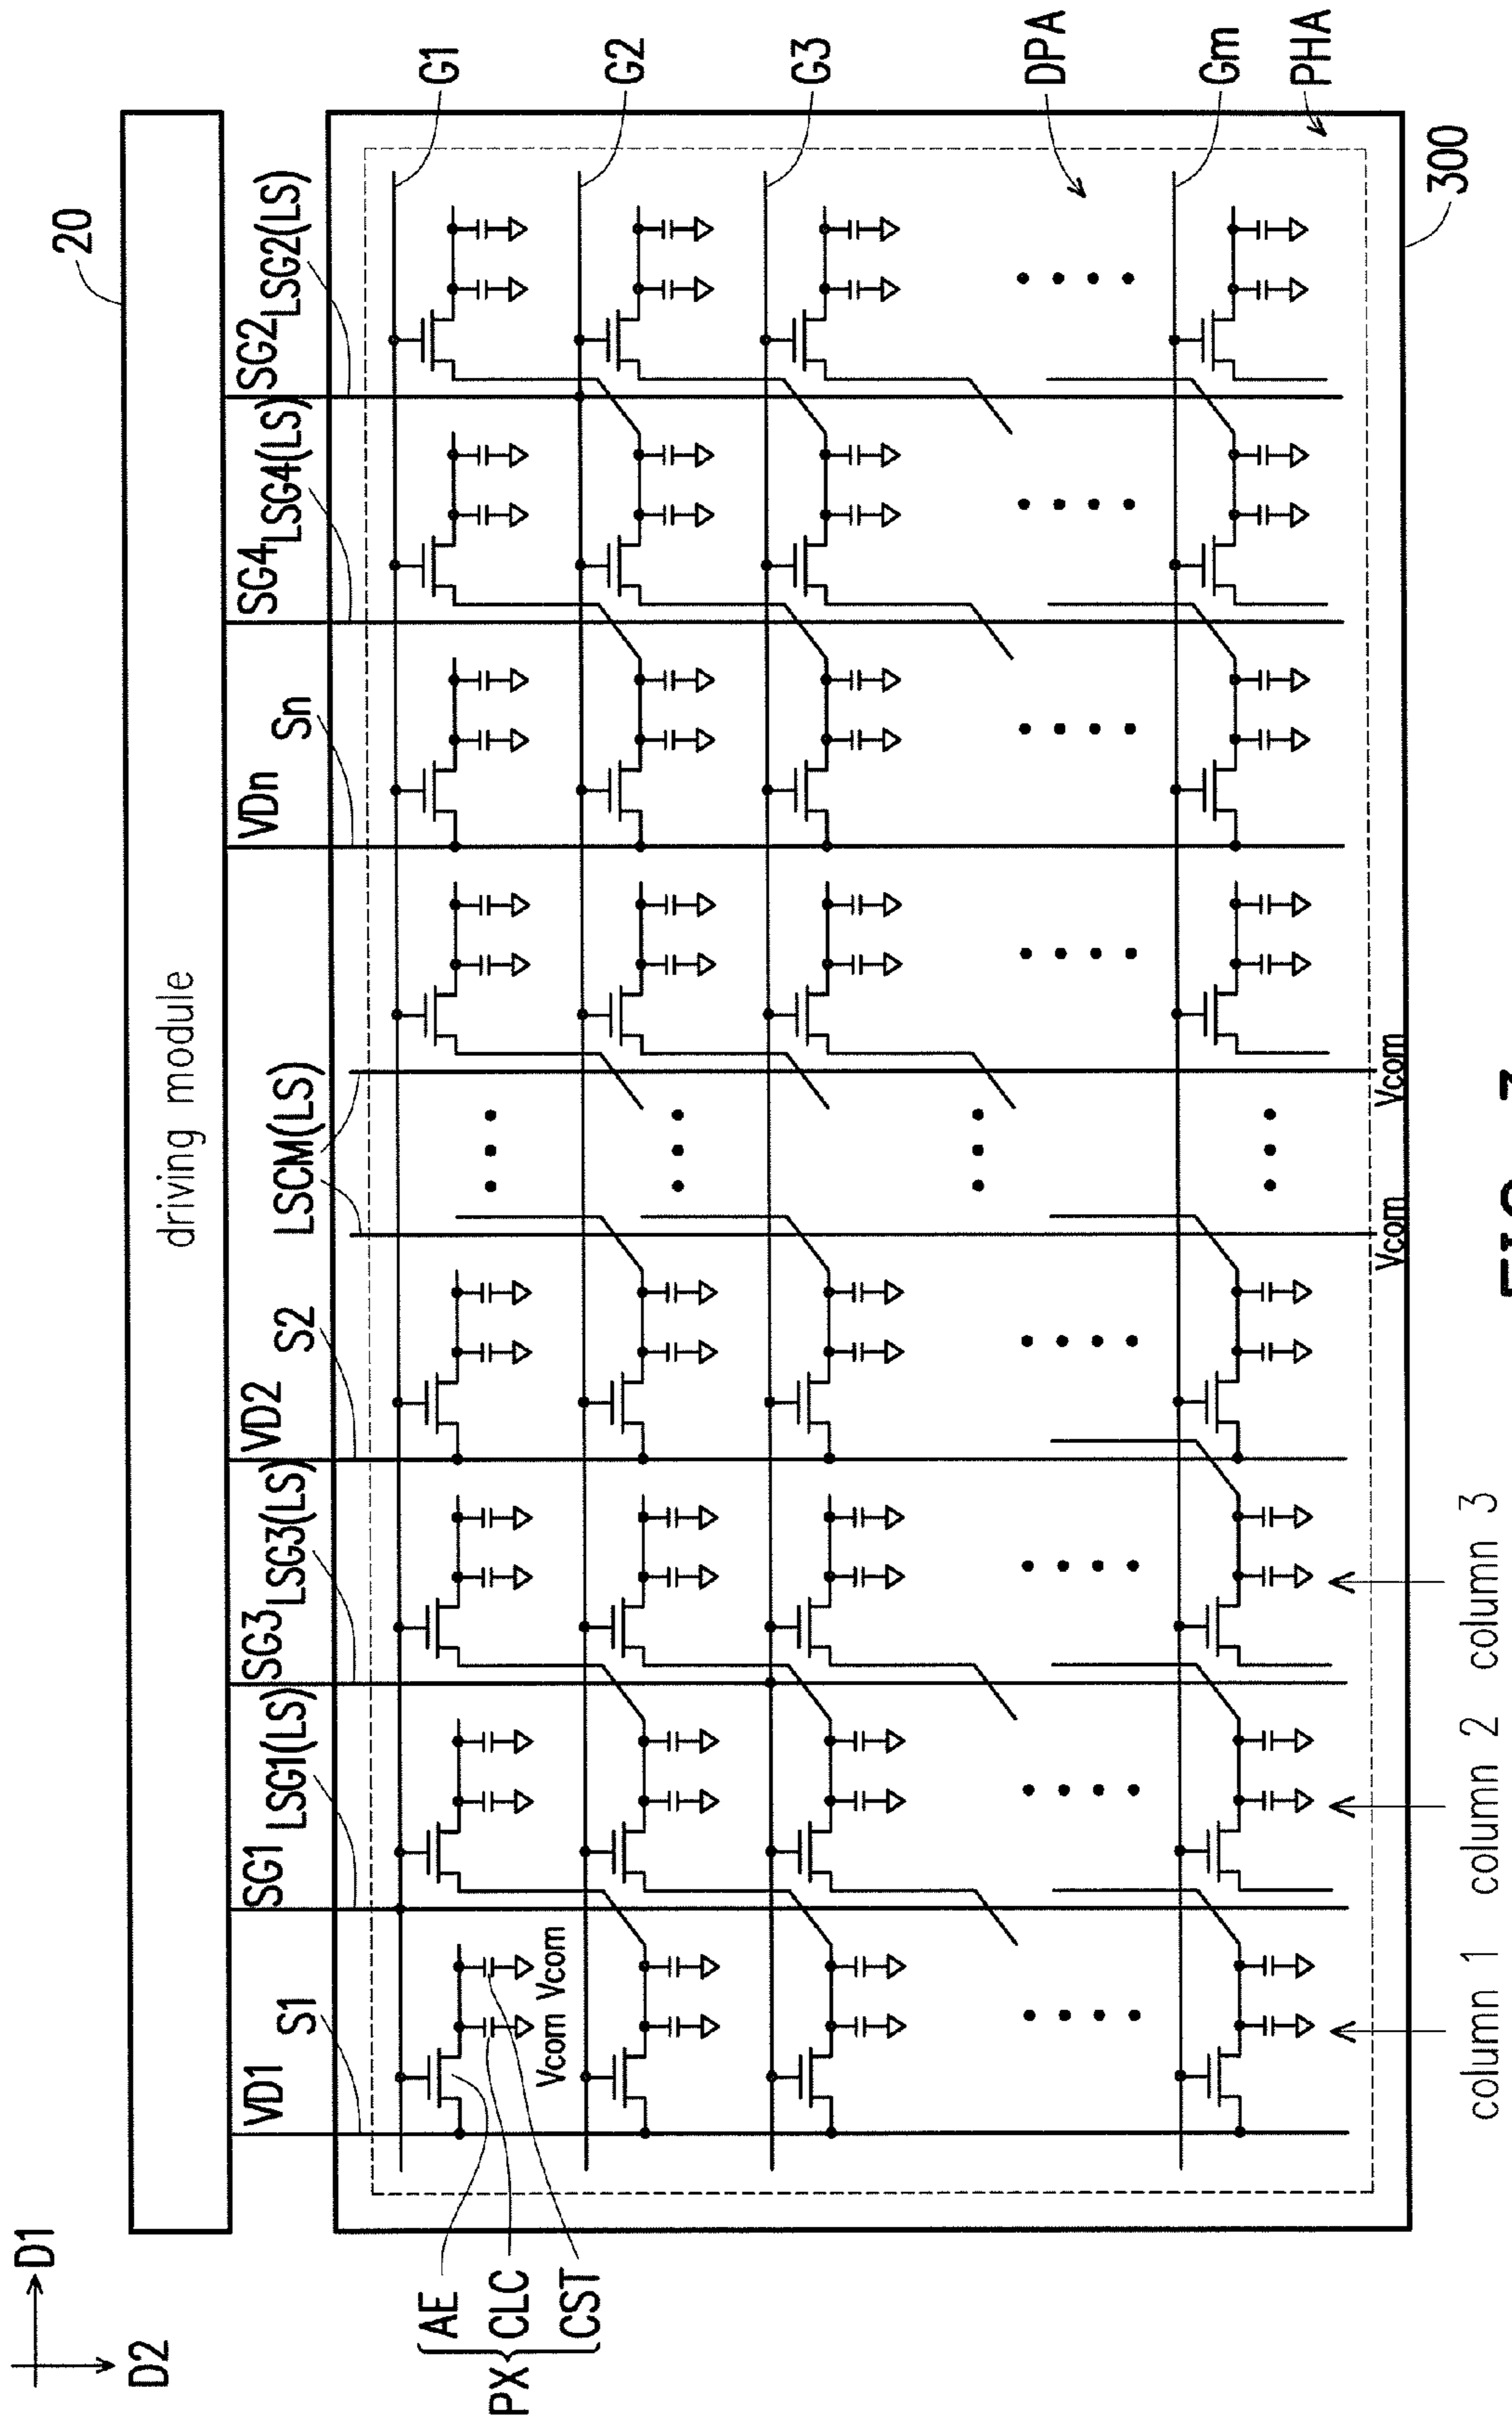 D1
D2
20
driving module
VD1
S1
SG1
LSG1(LS)
SG3
LSG3(LS)
VD2
S2
LSCM(LS)
VDn
Sn
SG4
LSG4(LS)
SG2
LSG2(LS)
G1
G2
G3
DPA
Gm
PHA
300
PX
AE
CLC
CST
Vcom Vcom
Vcom
Vcom
column 1
column 2
column 3